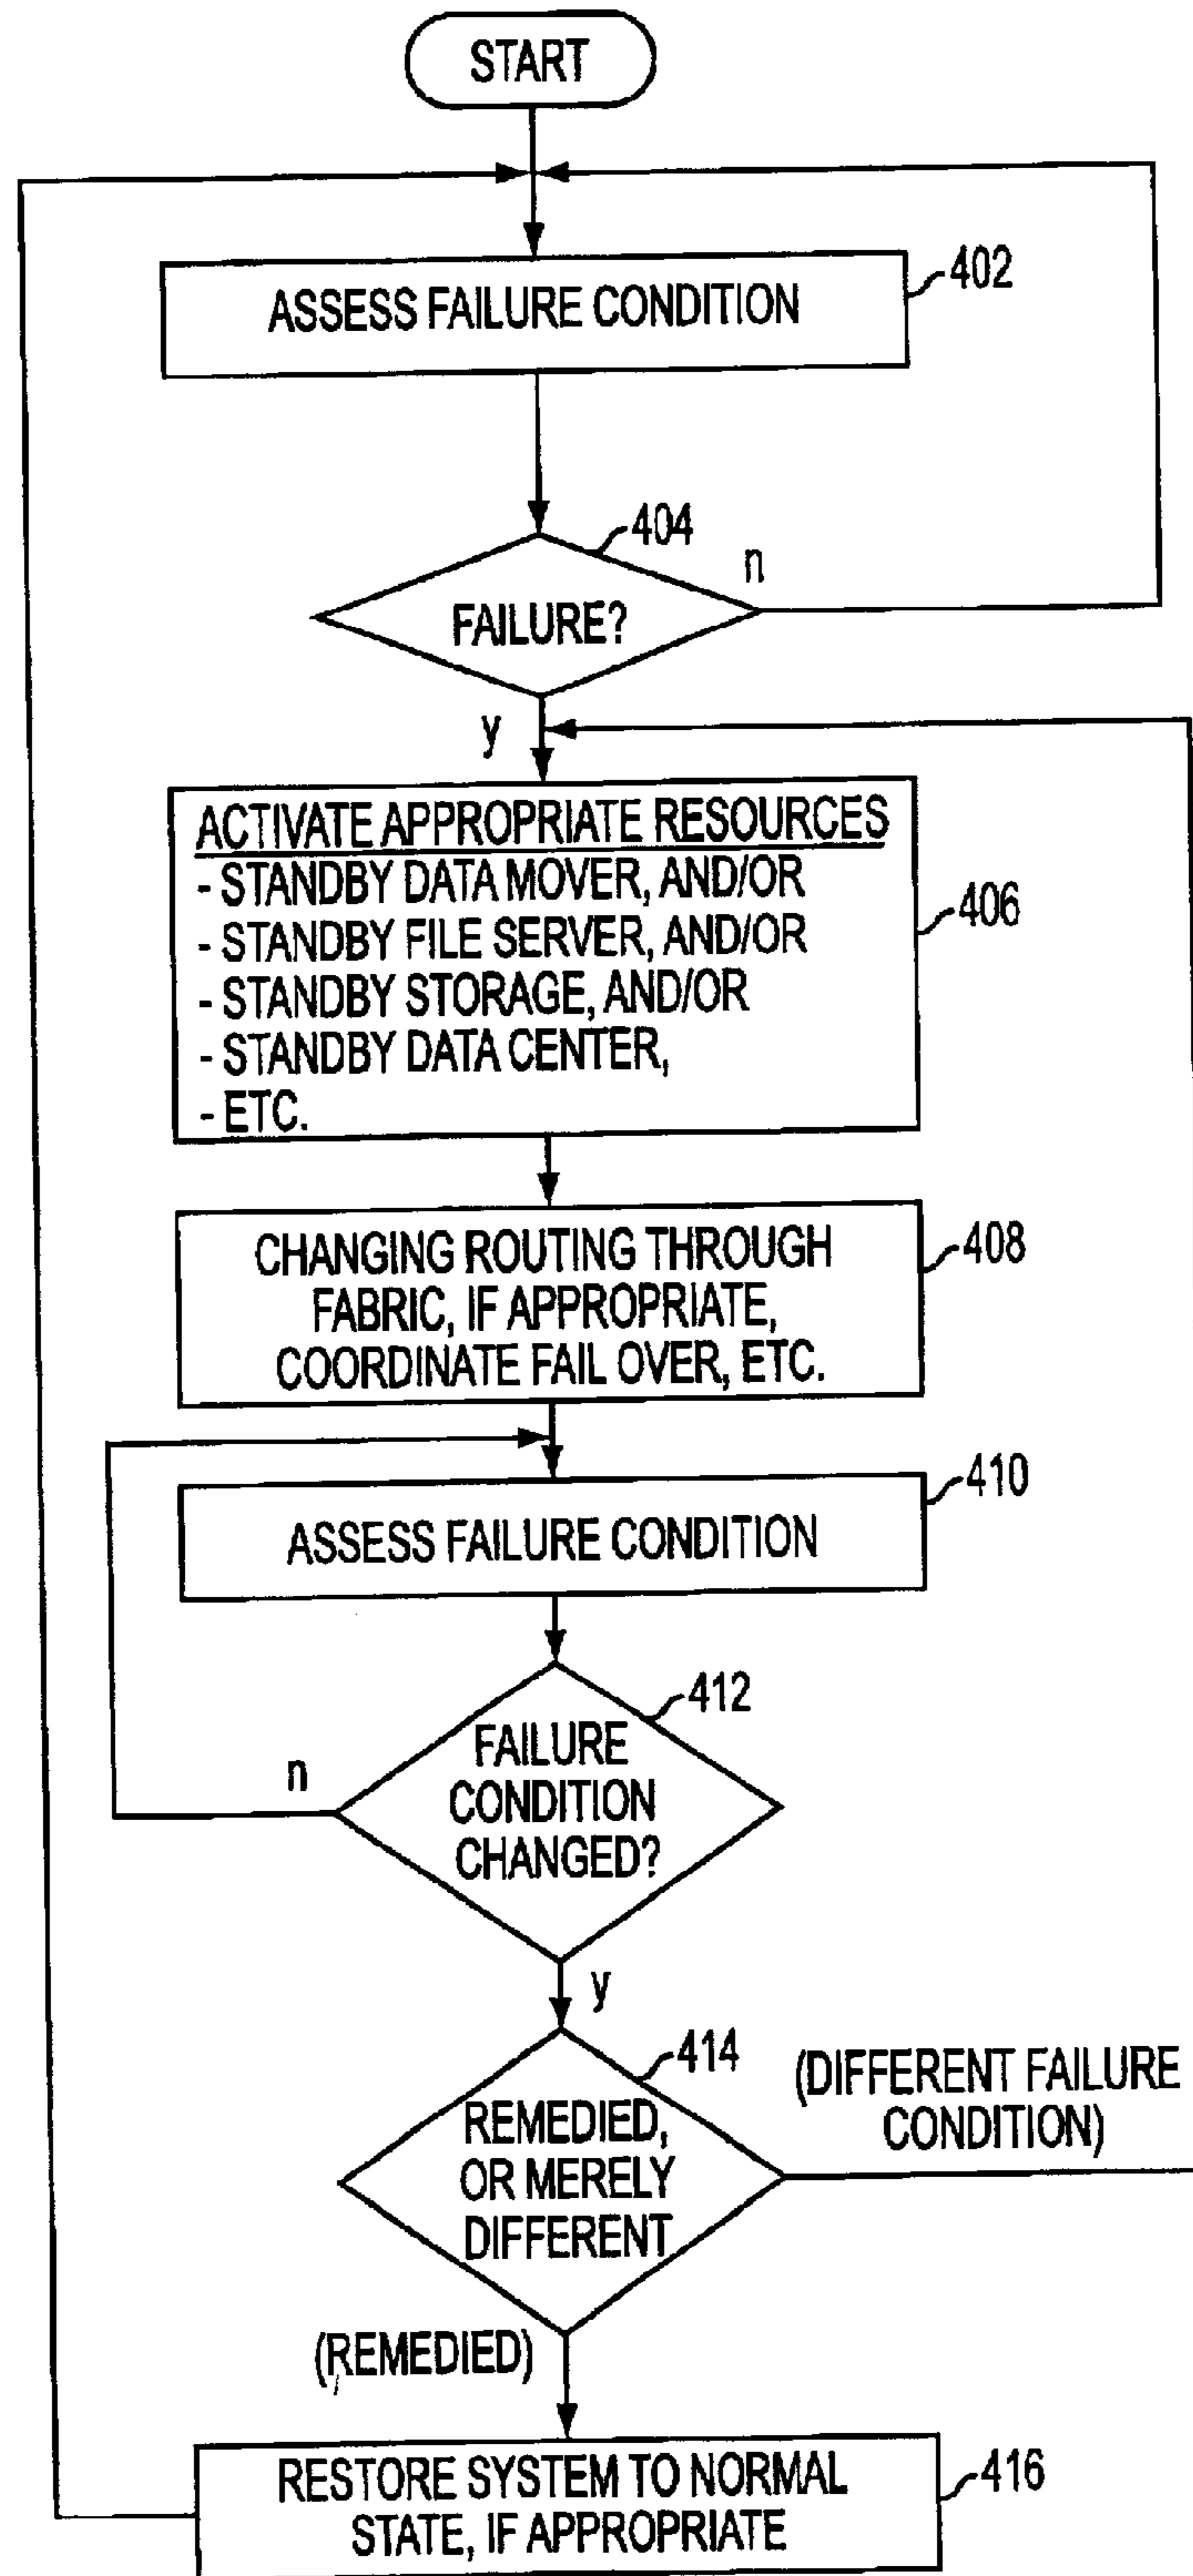 START
ASSESS FAILURE CONDITION
402
404
n
FAILURE?
y
ACTIVATE APPROPRIATE RESOURCES
- STANDBY DATA MOVER, AND/OR
- STANDBY FILE SERVER, AND/OR
- STANDBY STORAGE, AND/OR
- STANDBY DATA CENTER,
- ETC.
406
CHANGING ROUTING THROUGH
FABRIC, IF APPROPRIATE,
COORDINATE FAIL OVER, ETC.
408
410
ASSESS FAILURE CONDITION
412
FAILURE
CONDITION
CHANGED?
n
y
414
REMEDIED,
OR MERELY
DIFFERENT
(DIFFERENT FAILURE
CONDITION)
(REMEDIED)
RESTORE SYSTEM TO NORMAL
STATE, IF APPROPRIATE
416